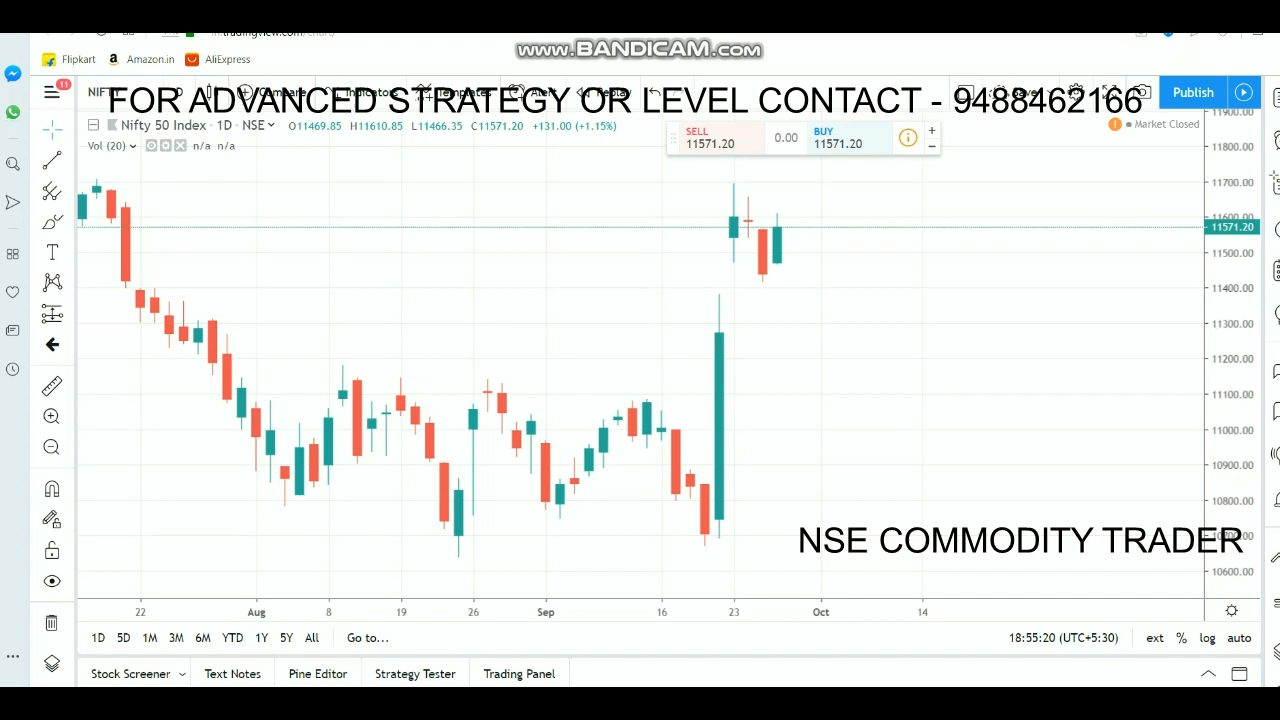 www.BANDICAM.com
Flipkart
Amazon.in
AliExpress
11
FOR ADVANCED STRATEGY OR LEVEL CONTACT - 9488462166
Publish
Nifty 50 Index · 1D · NSE
O11469.85 H11610.85 L11466.35 C11571.20 +131.00 (+1.15%)
Market Closed
Vol (20) n/a n/a
SELL
11571.20
0.00
BUY
11571.20
11900.00
11800.00
11700.00
11600.00
11571.20
11500.00
11400.00
11300.00
11200.00
11100.00
11000.00
10900.00
10800.00
10700.00
10600.00
NSE COMMODITY TRADER
22 Aug 8 19 26 Sep 16 23 Oct 14
1D 5D 1M 3M 6M YTD 1Y 5Y All Go to...
18:55:20 (UTC+5:30) ext % log auto
Stock Screener Text Notes Pine Editor Strategy Tester Trading Panel